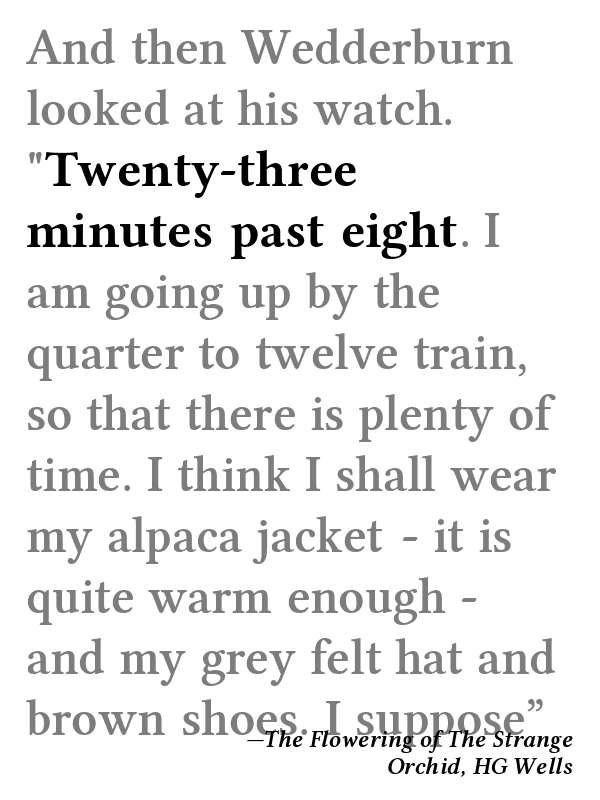 And then Wedderburn
looked at his watch.
"Twenty-three
minutes past eight. I
am going up by the
quarter to twelve train,
so that there is plenty of
time. I think I shall wear
my alpaca jacket - it is
quite warm enough -
and my grey felt hat and
brown shoes. I suppose”
—The Flowering of The Strange
Orchid, HG Wells